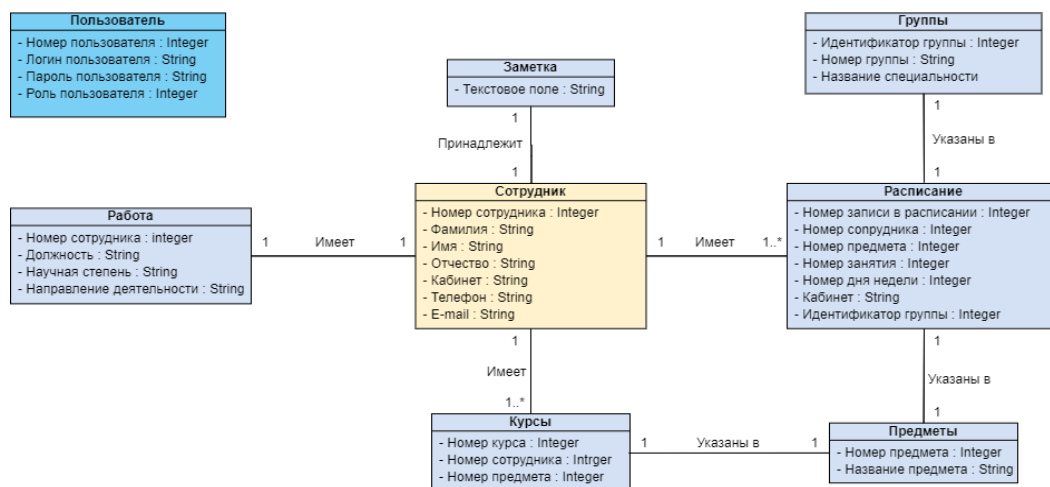 Пользователь
- Номер пользователя : Integer
- Логин пользователя : String
- Пароль пользователя : String
- Роль пользователя : Integer
Заметка
- Текстовое поле : String
Группы
- Идентификатор группы : Integer
- Номер группы : String
- Название специальности
1
Принадлежит
1
1
Указаны в
1
Работа
- Номер сотрудника : integer
- Должность : String
- Научная степень : String
- Направление деятельности : String
1
Имеет
1
Сотрудник
- Номер сотрудника : Integer
- Фамилия : String
- Имя : String
- Отчество : String
- Кабинет : String
- Телефон : String
- E-mail : String
1
Имеет
1..*
Расписание
- Номер записи в расписании : Integer
- Номер сопрудника : Integer
- Номер предмета : Integer
- Номер занятия : Integer
- Номер дня недели : Integer
- Кабинет : String
- Идентификатор группы : Integer
1
Имеет
1..*
1
Указаны в
1
Курсы
- Номер курса : Integer
- Номер сотрудника : Intrger
- Номер предмета : Integer
1
Указаны в
1
Предметы
- Номер предмета : Integer
- Название предмета : String